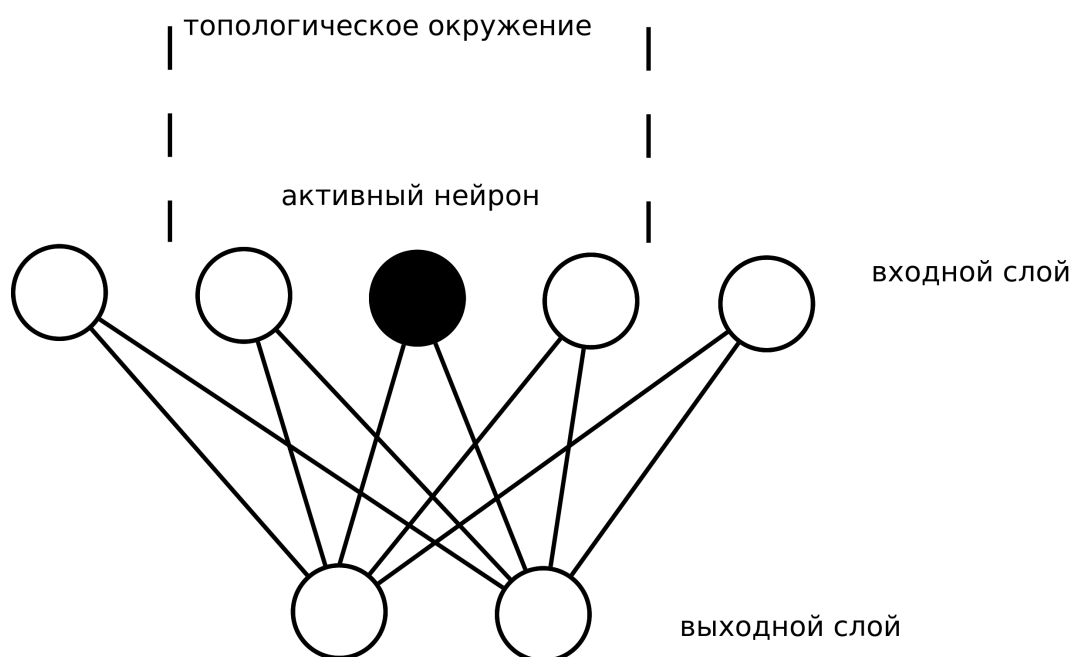 топологическое окружение
активный нейрон
входной слой
выходной слой